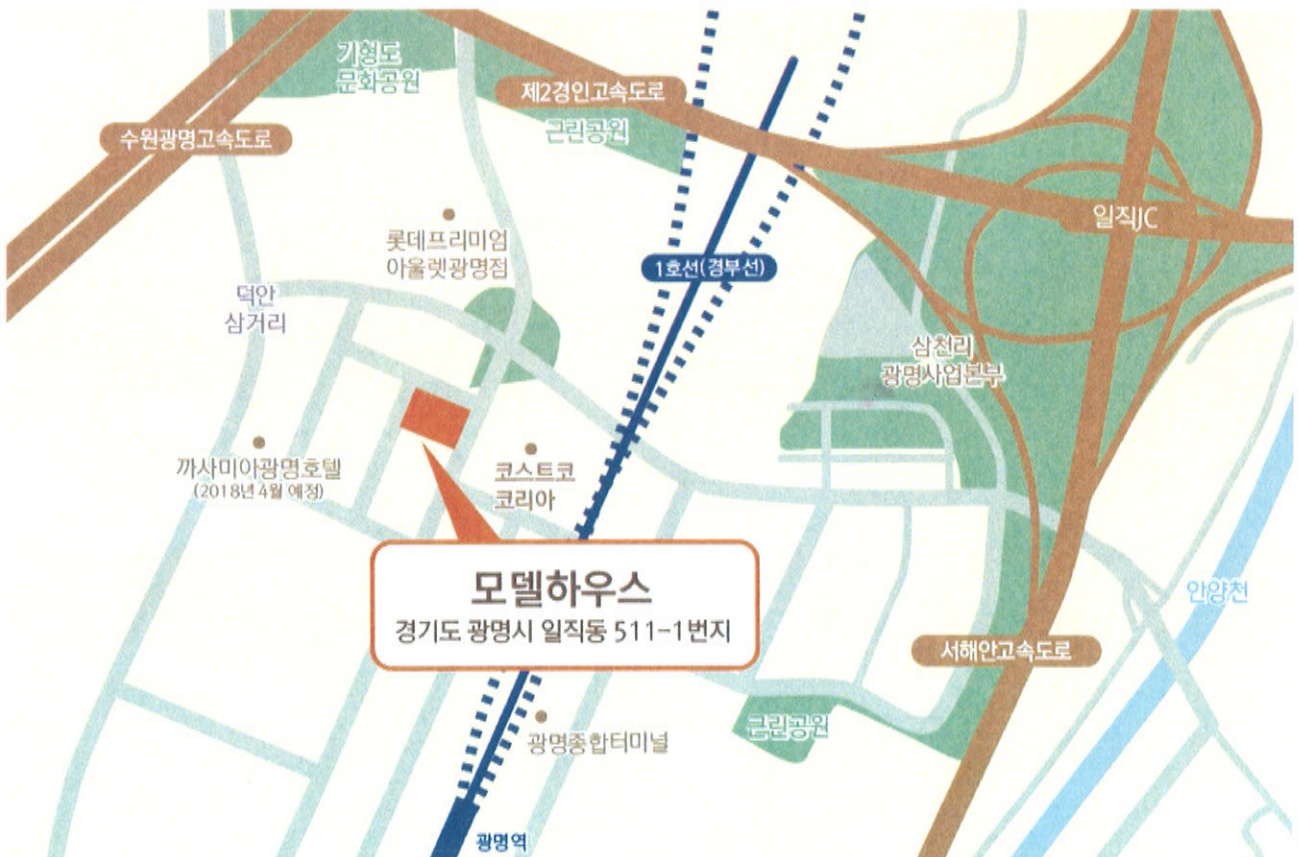 기형도
문화공원
제2경인고속도로
근린공원
수원광명고속도로
일직JC
롯데프리미엄
아울렛광명점
1호선(경부선)
덕안
삼거리
삼천리
광명사업본부
까사미아광명호텔
(2018년 4월 예정)
코스트코
코리아
모델하우스
경기도 광명시 일직동 511-1번지
안양천
서해안고속도로
근린공원
광명종합터미널
광명역